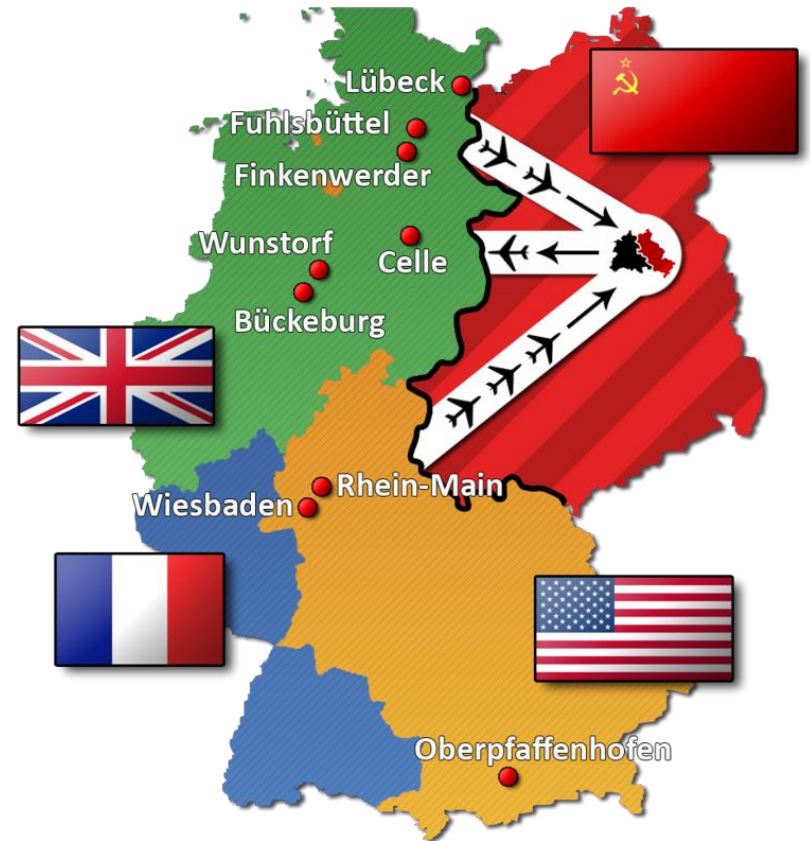 Lübeck
Fuhlsbüttel
Finkenwerder
Wunstorf
Celle
Bückeburg
Rhein-Main
Wiesbaden
Oberpfaffenhofen